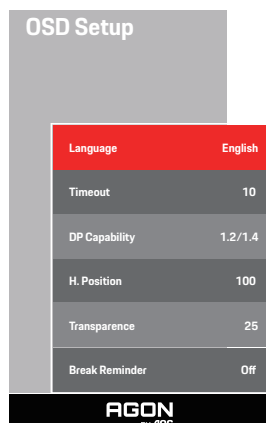 OSD Setup
Language English
Timeout 10
DP Capability 1.2/1.4
H. Position 100
Transparence 25
Break Reminder Off
AGON